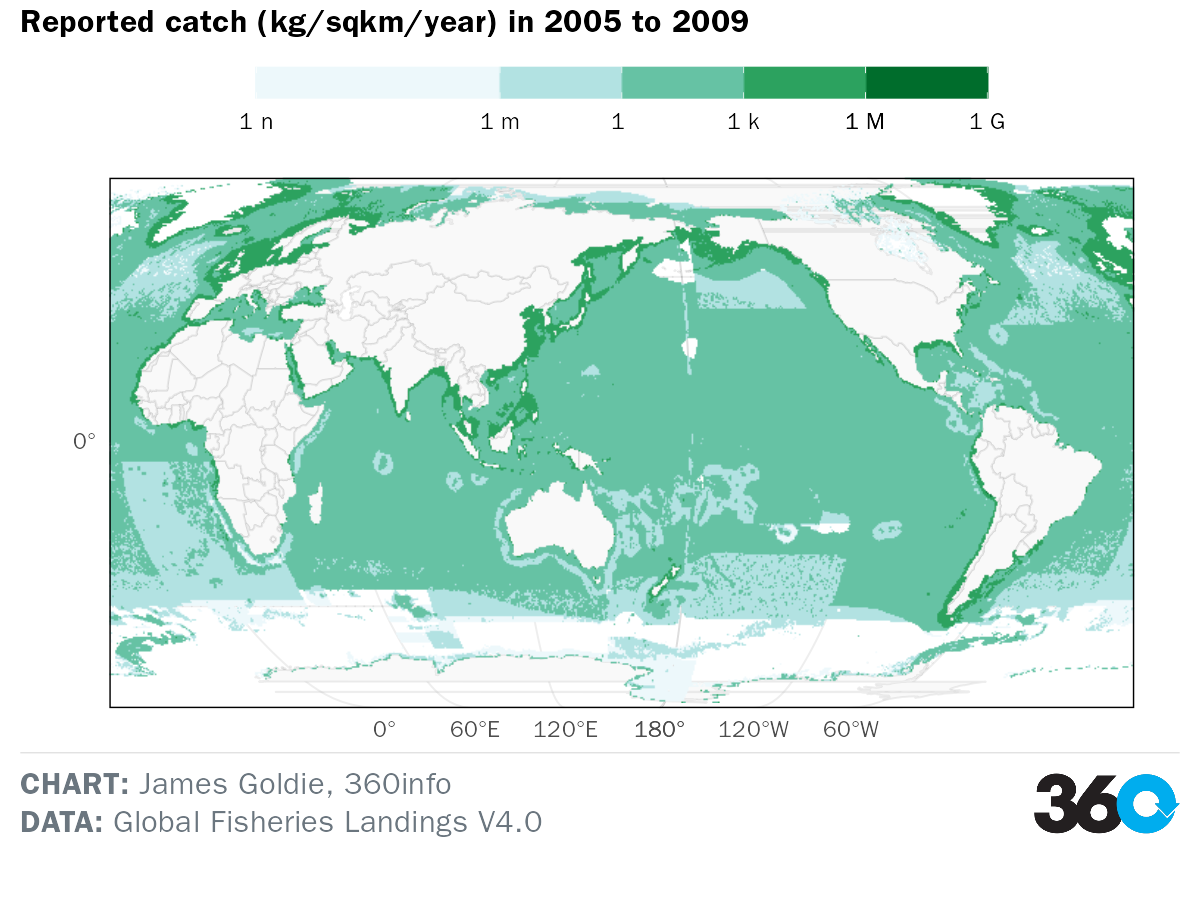 Reported catch (kg/sqkm/year) in 2005 to 2009
1 n 1 m 1 1 k 1 M 1 G
0°
0° 60°E 120°E 180° 120°W 60°W
CHART: James Goldie, 360info
DATA: Global Fisheries Landings V4.0
360